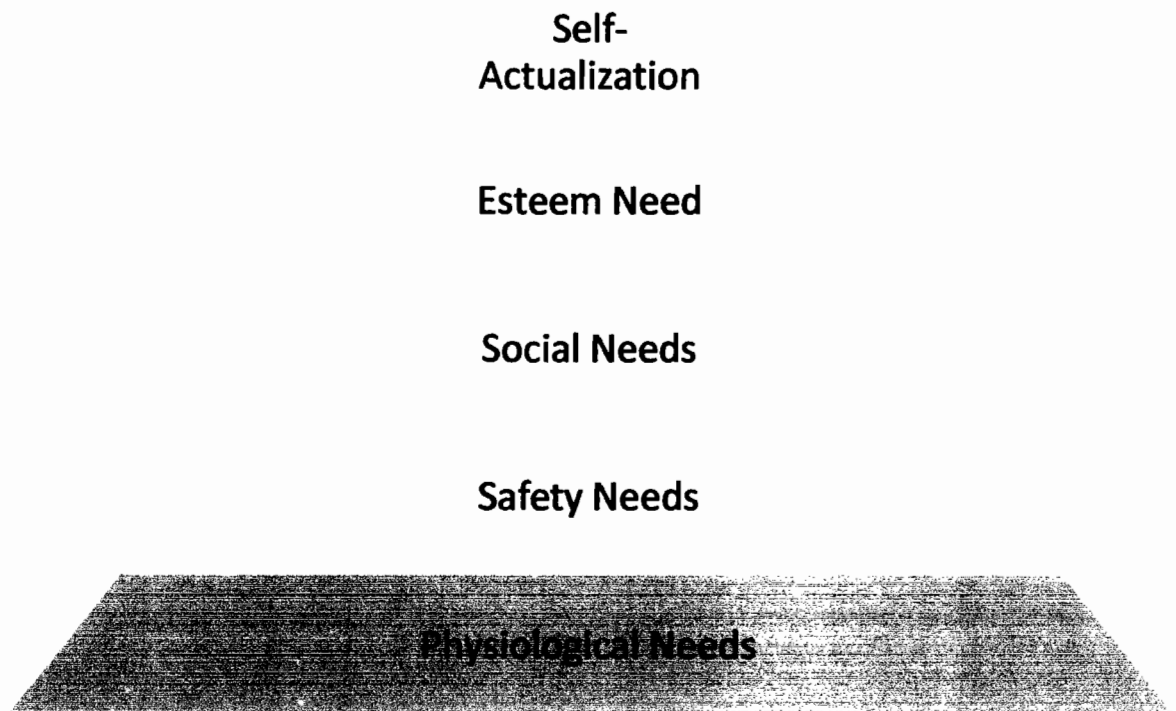 Self-
Actualization
Esteem Need
Social Needs
Safety Needs
Physiological Needs